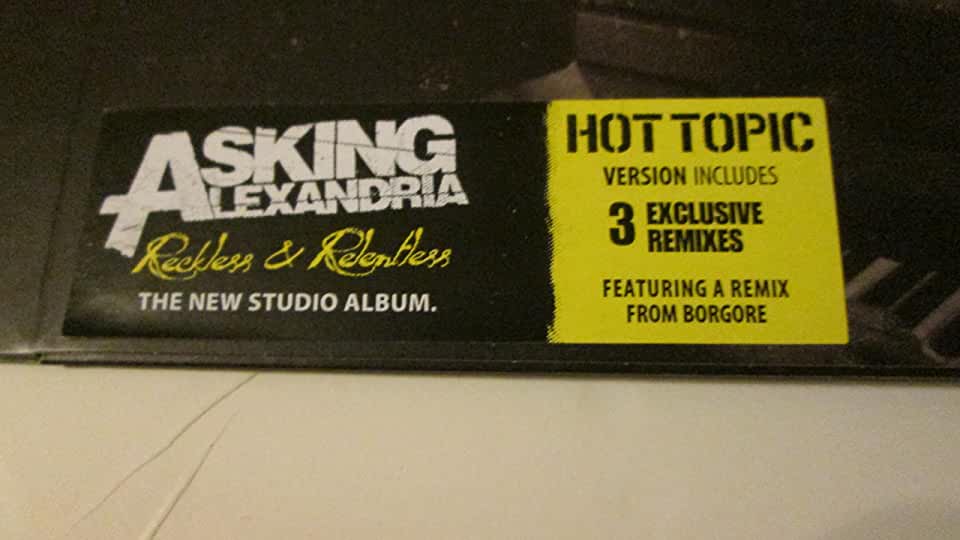 ASKING
ALEXANDRIA
Reckless & Relentless
THE NEW STUDIO ALBUM.
HOT TOPIC
VERSION INCLUDES
3 EXCLUSIVE
REMIXES
FEATURING A REMIX
FROM BORGORE